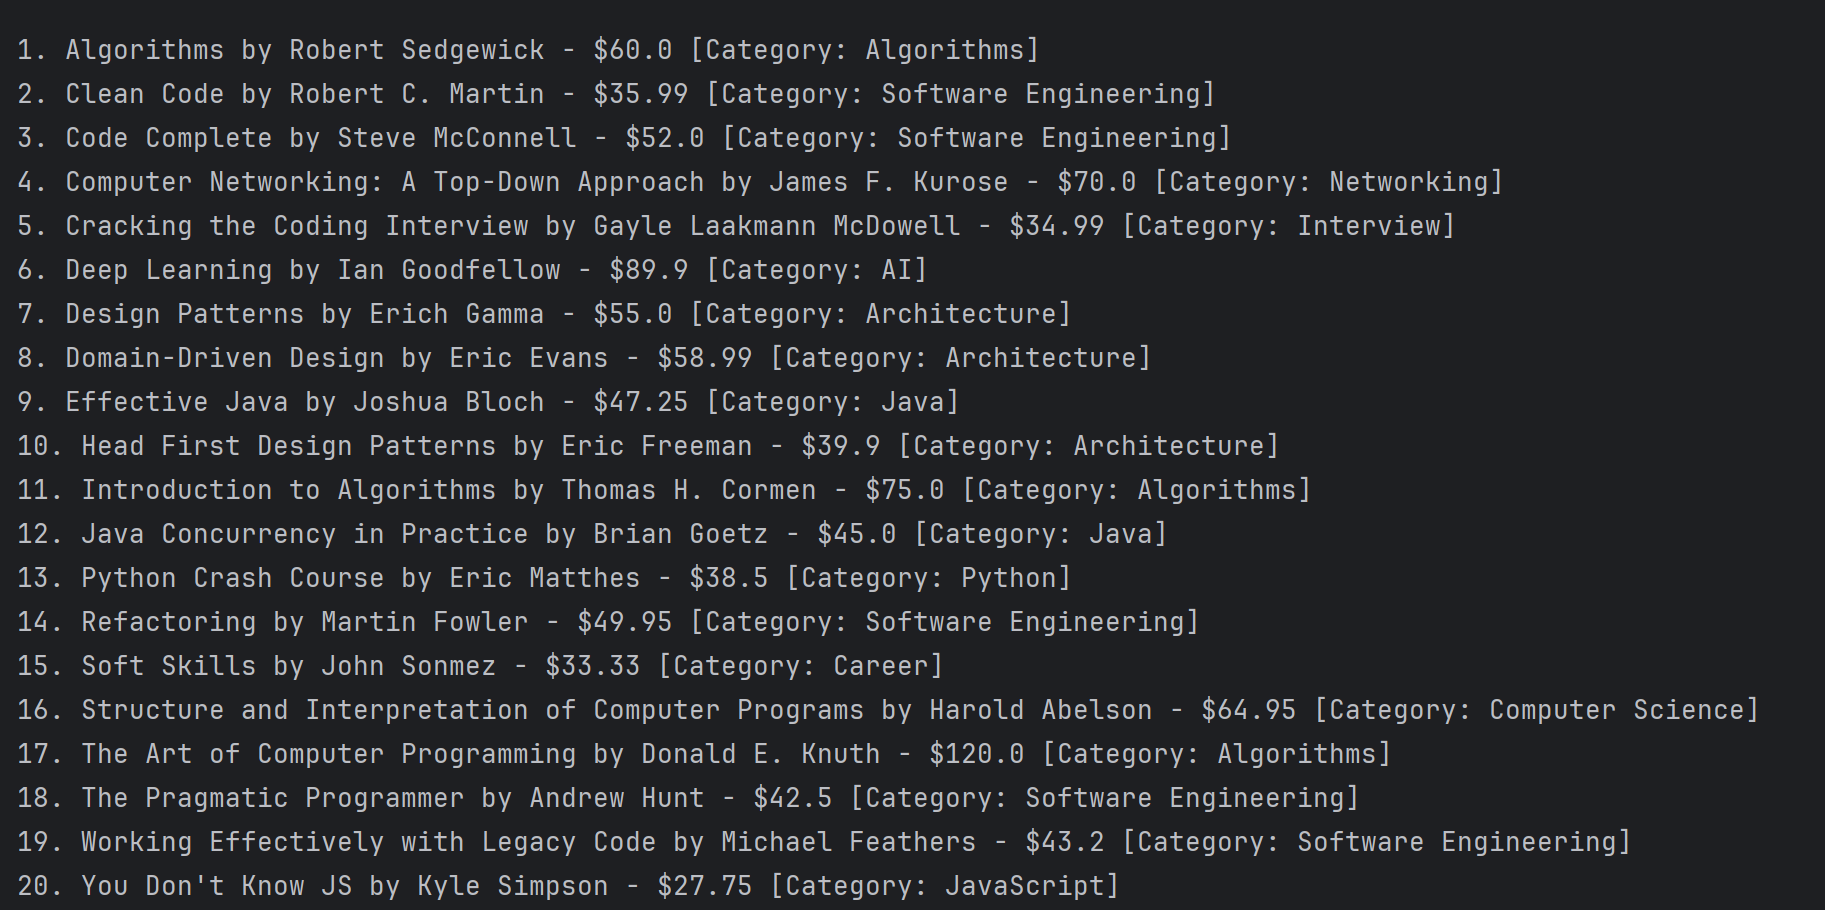 1. Algorithms by Robert Sedgewick - $60.0 [Category: Algorithms]
2. Clean Code by Robert C. Martin - $35.99 [Category: Software Engineering]
3. Code Complete by Steve McConnell - $52.0 [Category: Software Engineering]
4. Computer Networking: A Top-Down Approach by James F. Kurose - $70.0 [Category: Networking]
5. Cracking the Coding Interview by Gayle Laakmann McDowell - $34.99 [Category: Interview]
6. Deep Learning by Ian Goodfellow - $89.9 [Category: AI]
7. Design Patterns by Erich Gamma - $55.0 [Category: Architecture]
8. Domain-Driven Design by Eric Evans - $58.99 [Category: Architecture]
9. Effective Java by Joshua Bloch - $47.25 [Category: Java]
10. Head First Design Patterns by Eric Freeman - $39.9 [Category: Architecture]
11. Introduction to Algorithms by Thomas H. Cormen - $75.0 [Category: Algorithms]
12. Java Concurrency in Practice by Brian Goetz - $45.0 [Category: Java]
13. Python Crash Course by Eric Matthes - $38.5 [Category: Python]
14. Refactoring by Martin Fowler - $49.95 [Category: Software Engineering]
15. Soft Skills by John Sonmez - $33.33 [Category: Career]
16. Structure and Interpretation of Computer Programs by Harold Abelson - $64.95 [Category: Computer Science]
17. The Art of Computer Programming by Donald E. Knuth - $120.0 [Category: Algorithms]
18. The Pragmatic Programmer by Andrew Hunt - $42.5 [Category: Software Engineering]
19. Working Effectively with Legacy Code by Michael Feathers - $43.2 [Category: Software Engineering]
20. You Don't Know JS by Kyle Simpson - $27.75 [Category: JavaScript]